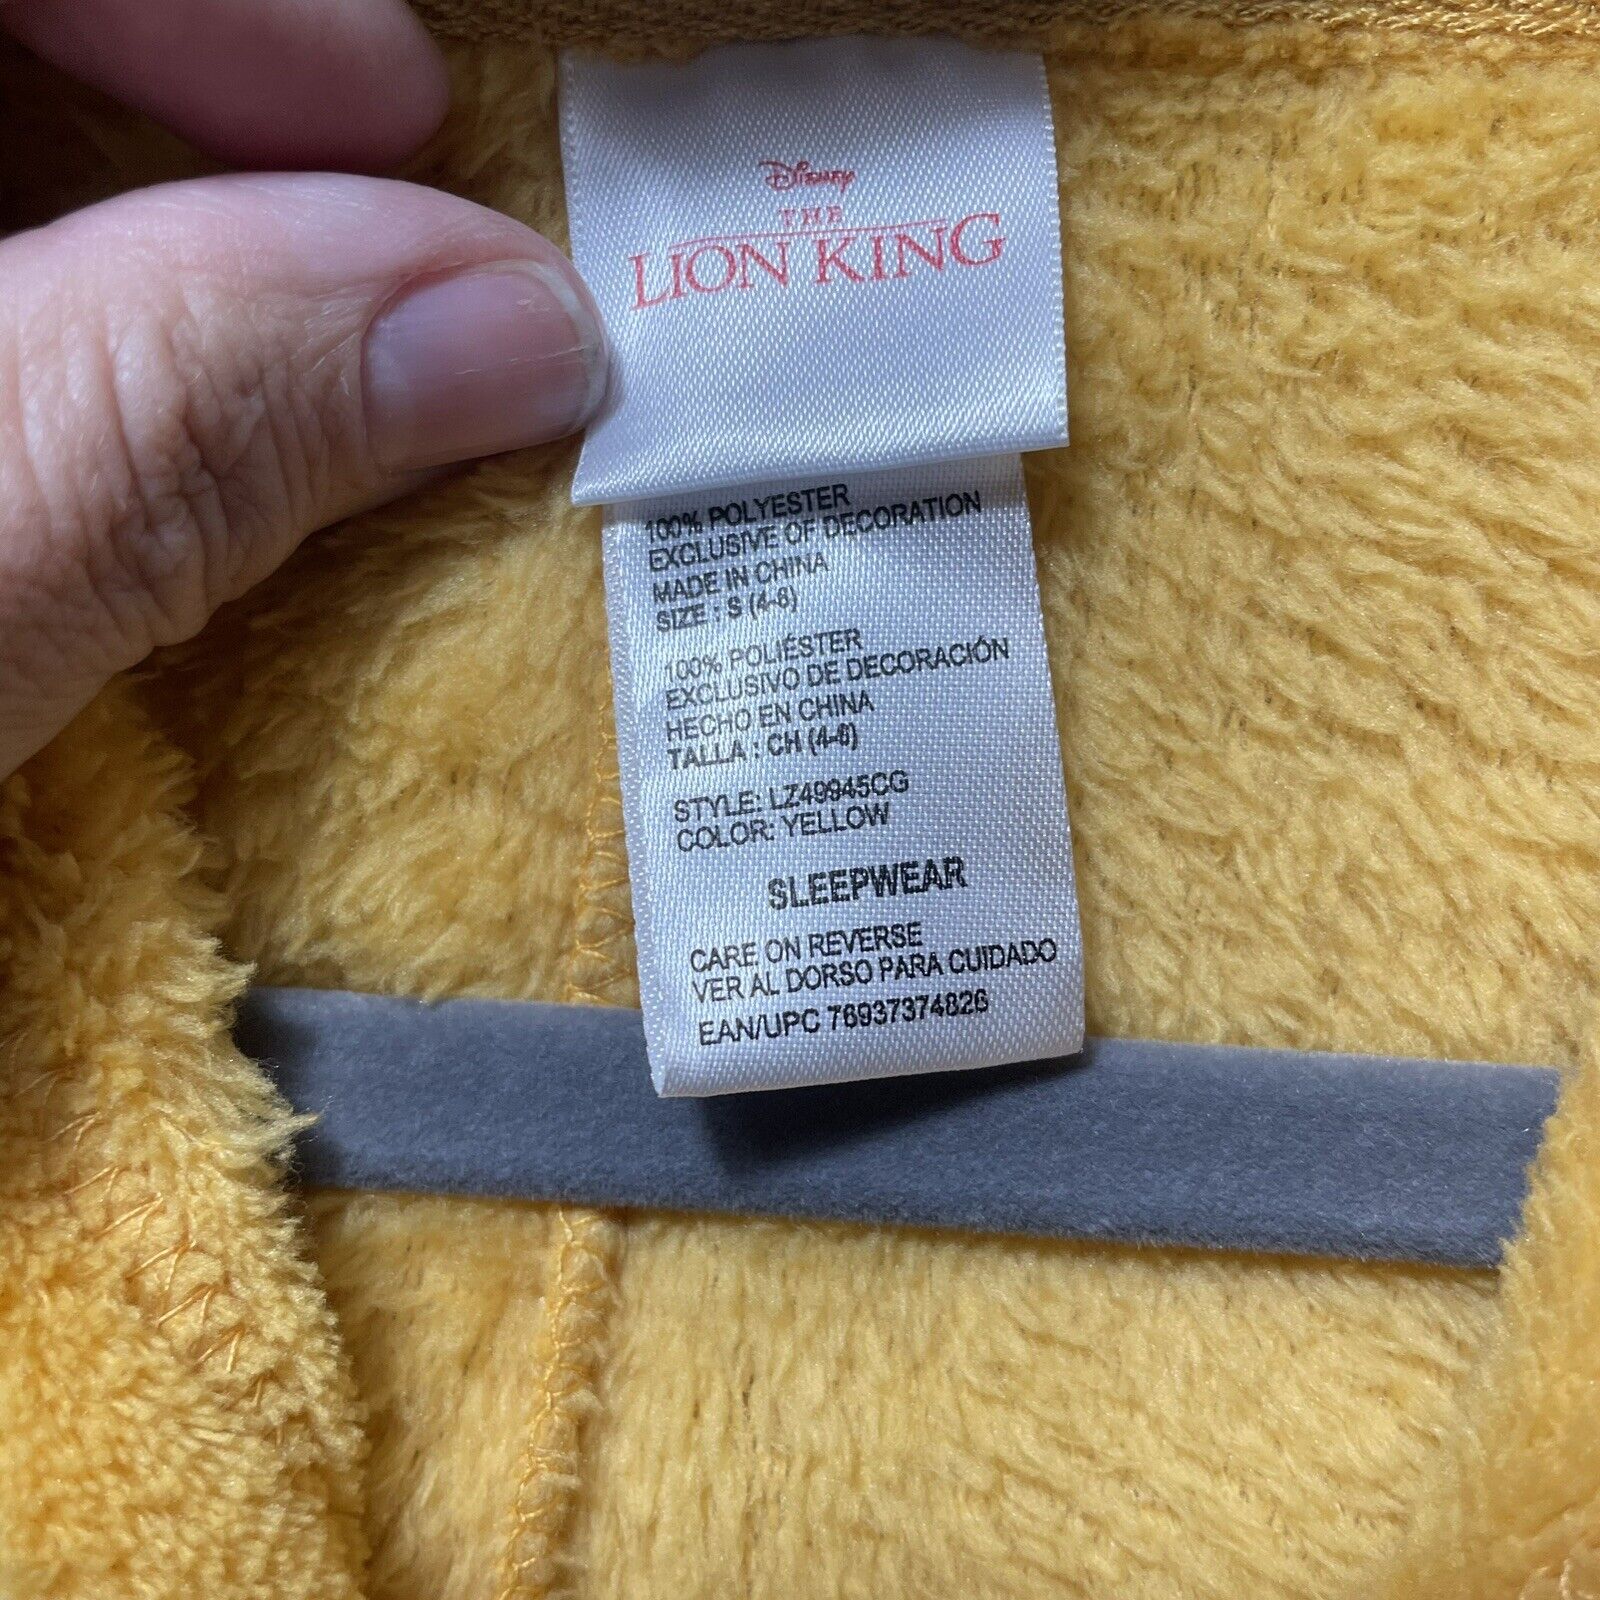 Disney
THE
LION KING
100% POLYESTER
EXCLUSIVE OF DECORATION
MADE IN CHINA
SIZE : S (4-6)
100% POLIÉSTER
EXCLUSIVO DE DECORACIÓN
HECHO EN CHINA
TALLA : CH (4-6)
STYLE: LZ49945CG
COLOR: YELLOW
SLEEPWEAR
CARE ON REVERSE
VER AL DORSO PARA CUIDADO
EAN/UPC 76937374826